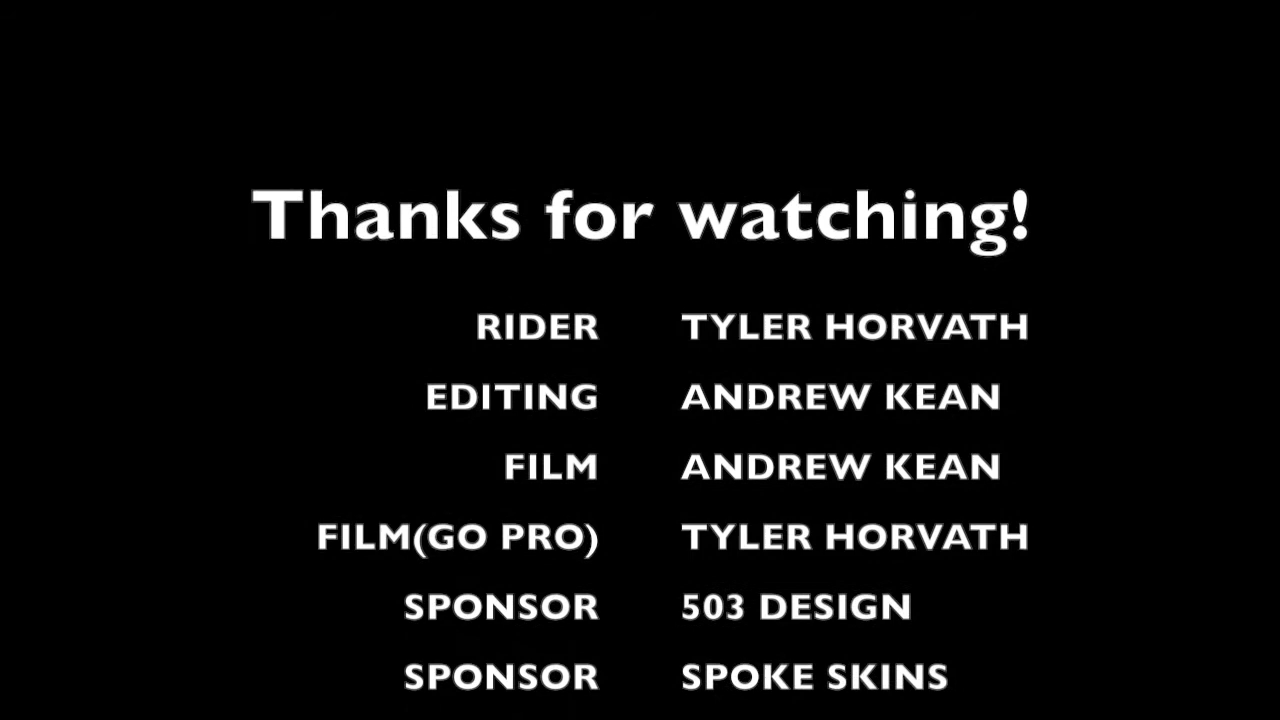 Thanks for watching!
RIDER TYLER HORVATH
EDITING ANDREW KEAN
FILM ANDREW KEAN
FILM(GO PRO) TYLER HORVATH
SPONSOR 503 DESIGN
SPONSOR SPOKE SKINS